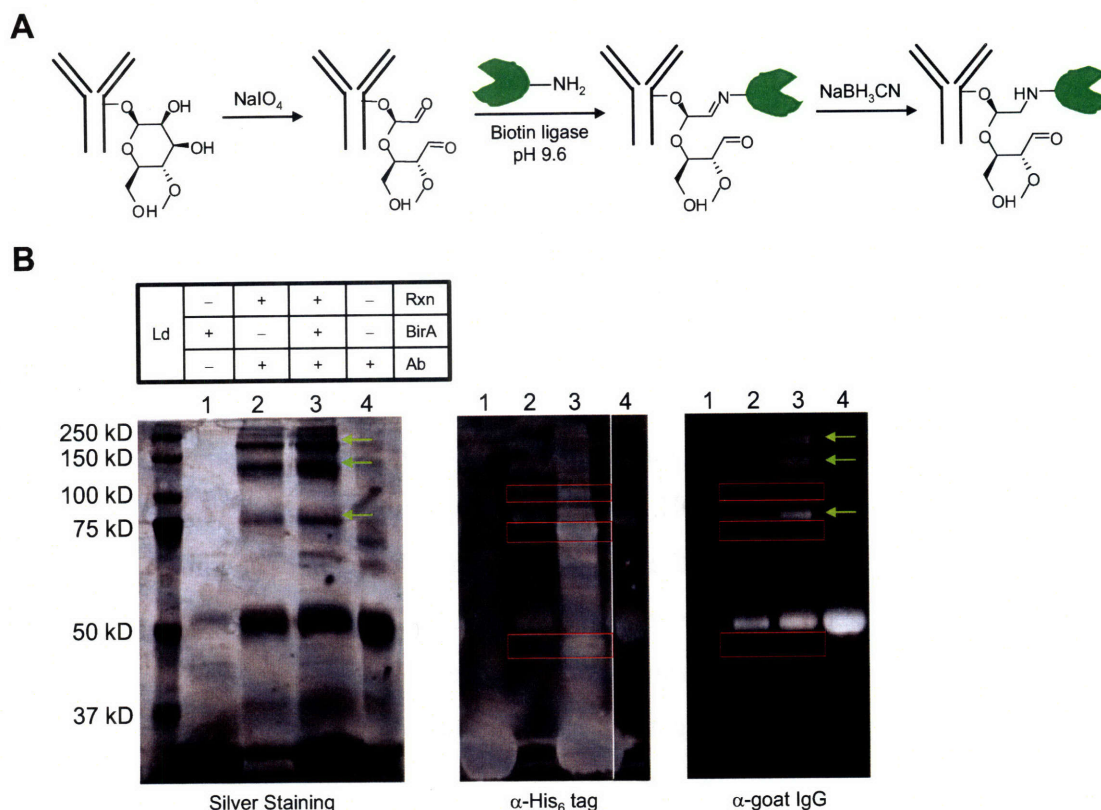 A
OH
OH
OH
O
O
O
NaIO₄
O
O
O
O
O
OH
NH₂
Biotin ligase
pH 9.6
O
N
O
O
O
OH
NaBH₃CN
O
HN
O
O
O
OH
B
Ld
– + + – Rxn
+ – + – BirA
– + + + Ab
1 2 3 4
250 kD
150 kD
100 kD
75 kD
50 kD
37 kD
Silver Staining
1 2 3 4
α-His₆ tag
1 2 3 4
α-goat IgG